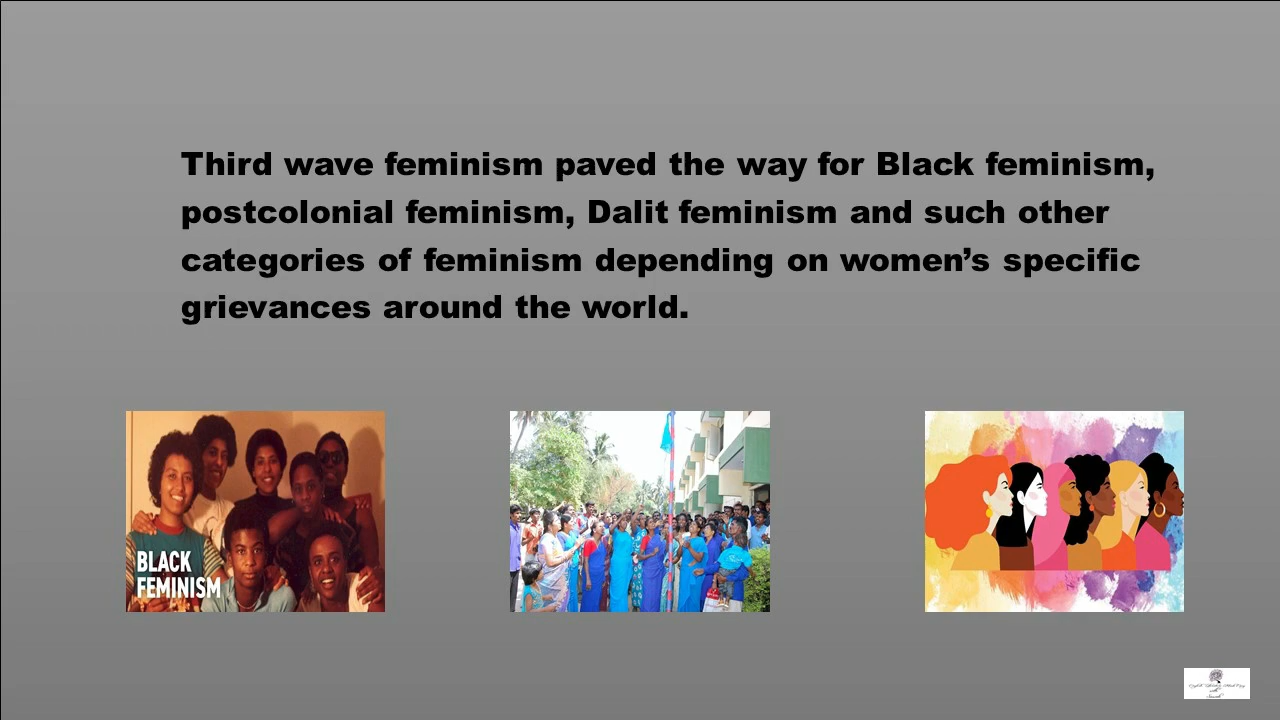 Third wave feminism paved the way for Black feminism,
postcolonial feminism, Dalit feminism and such other
categories of feminism depending on women’s specific
grievances around the world.
BLACK
FEMINISM